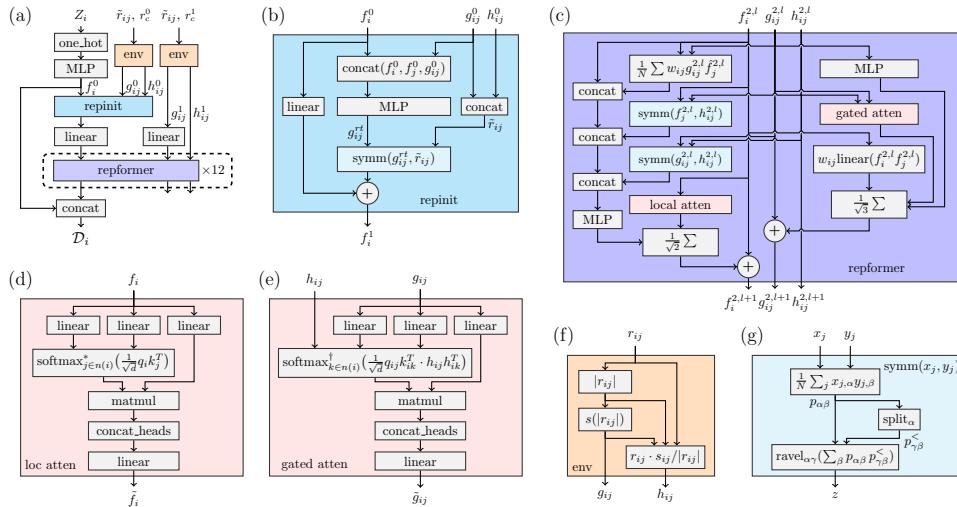 (a)
Z_i
r̃_ij, r_c^0
r̃_ij, r_c^1
one_hot
env
env
MLP
f_i^0
g_ij^0
h_ij^0
repinit
g_ij^1
h_ij^1
linear
linear
repformer
×12
concat
𝒟_i
(b)
f_i^0
g_ij^0 h_ij^0
concat(f_i^0, f_j^0, g_ij^0)
linear
MLP
concat
g_ij^rt
r̃_ij
symm(g_ij^rt, r̃_ij)
+
repinit
f_i^1
(c)
f_i^{2,l} g_ij^{2,l} h_ij^{2,l}
1/N ∑ w_ij g_ij^{2,l} f̂_j^{2,l}
MLP
concat
symm(f_j^{2,l}, h_ij^{2,l})
gated atten
concat
symm(g_ij^{2,l}, h_ij^{2,l})
w_ij linear(f_i^{2,l} f_j^{2,l})
concat
local atten
1/√3 ∑
MLP
1/√2 ∑
+
+
repformer
f_i^{2,l+1} g_ij^{2,l+1} h_ij^{2,l+1}
(d)
f_i
linear
linear
linear
softmax*_{j∈n(i)}(1/√d q_i k_j^T)
matmul
concat_heads
loc atten
linear
f̃_i
(e)
h_ij
g_ij
linear
linear
linear
softmax†_{k∈n(i)}(1/√d q_ij k_ik^T · h_ij h_ik^T)
matmul
concat_heads
gated atten
linear
g̃_ij
(f)
r_ij
|r_ij|
s(|r_ij|)
r_ij · s_ij/|r_ij|
env
g_ij
h_ij
(g)
x_j
y_j
symm(x_j, y_j)
1/N ∑_j x_{j,α} y_{j,β}
p_αβ
split_α
p_γβ^<
ravel_αγ(∑_β p_αβ p_γβ^<)
z